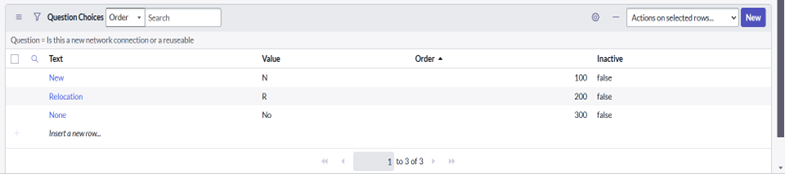 Question Choices Order Search Actions on selected rows... New
Question = Is this a new network connection or a reuseable
Text Value Order Inactive
New N 100 false
Relocation R 200 false
None No 300 false
Insert a new row...
1 to 3 of 3